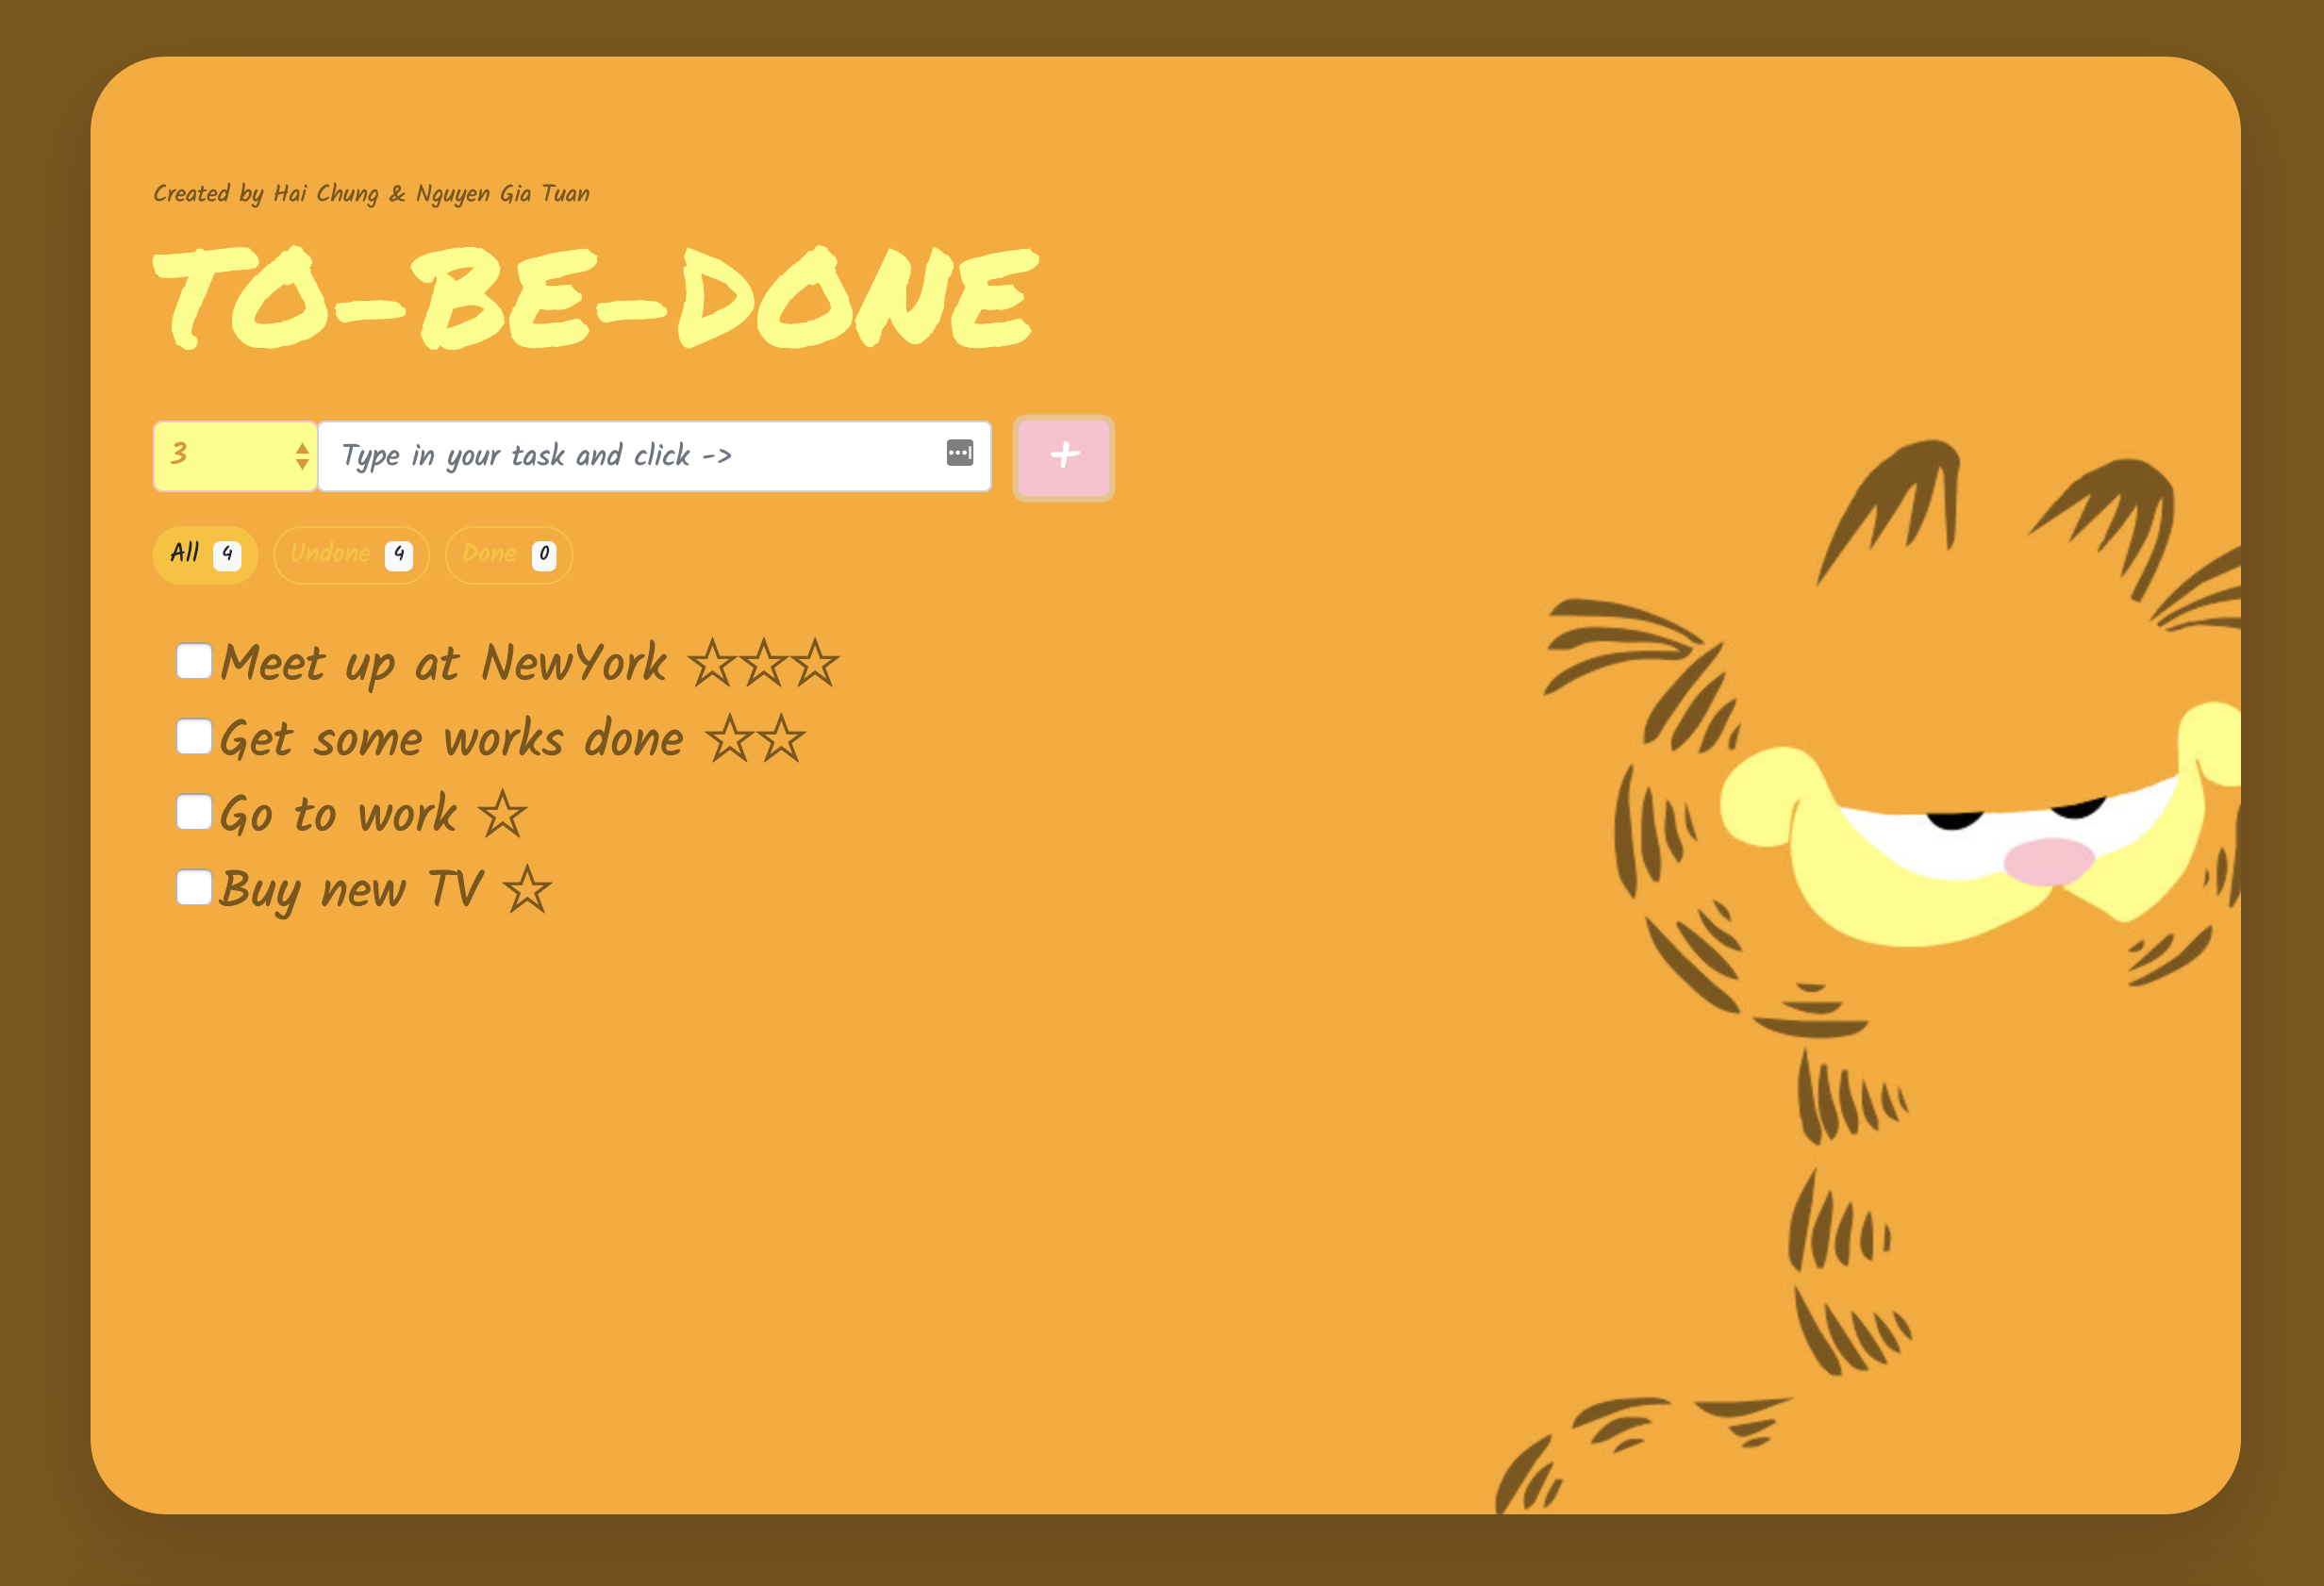 Created by Hai Chung & Nguyen Gia Tuan
TO-BE-DONE
3 Type in your task and click -> +
All 4 Undone 4 Done 0
Meet up at NewYork ☆☆☆
Get some works done ☆☆
Go to work ☆
Buy new TV ☆